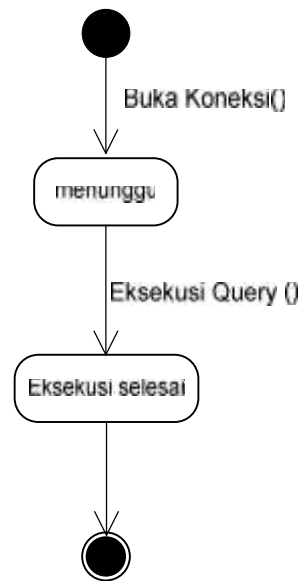 Buka Koneksi()
menunggu
Eksekusi Query ()
Eksekusi selesai